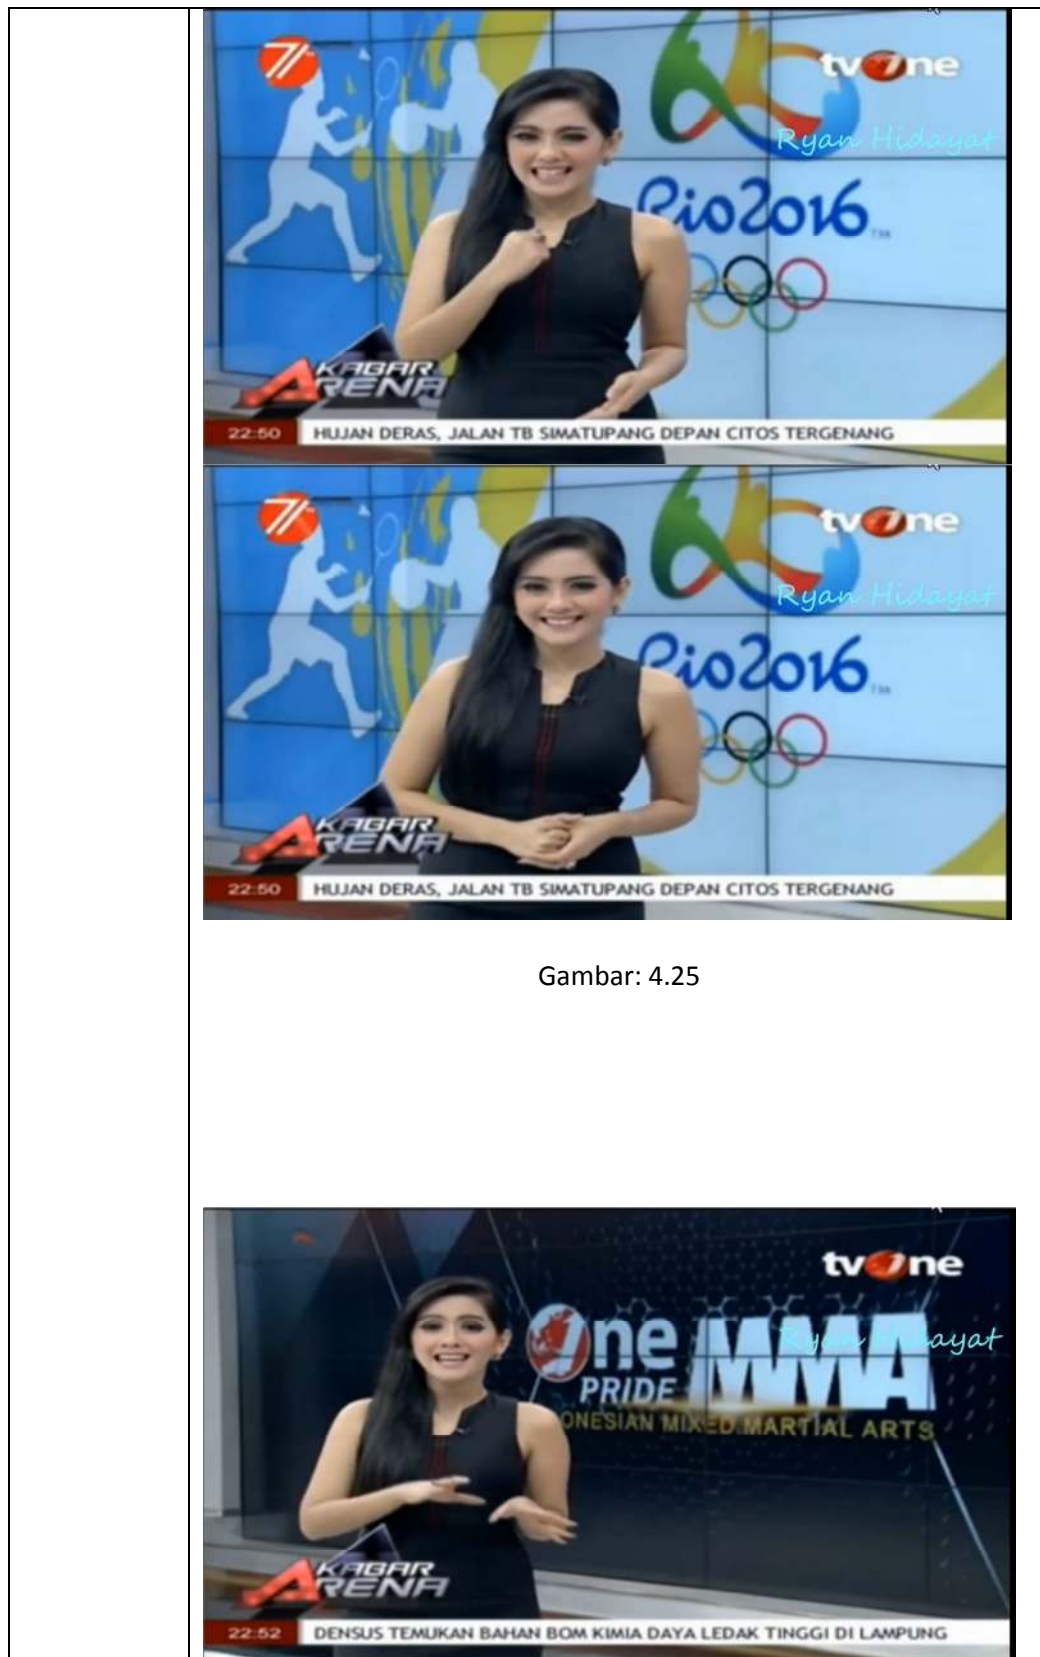 tvOne
Ryan Hidayat
Rio2016
KABAR
ARENA
22:50 HUJAN DERAS, JALAN TB SIMATUPANG DEPAN CITOS TERGENANG
tvOne
Ryan Hidayat
Rio2016
KABAR
ARENA
22:50 HUJAN DERAS, JALAN TB SIMATUPANG DEPAN CITOS TERGENANG
Gambar: 4.25
tvOne
One MMA
Ryan Hidayat
PRIDE
ONESIAN MIXED MARTIAL ARTS
KABAR
ARENA
22:52 DENSUS TEMUKAN BAHAN BOM KIMIA DAYA LEDAK TINGGI DI LAMPUNG